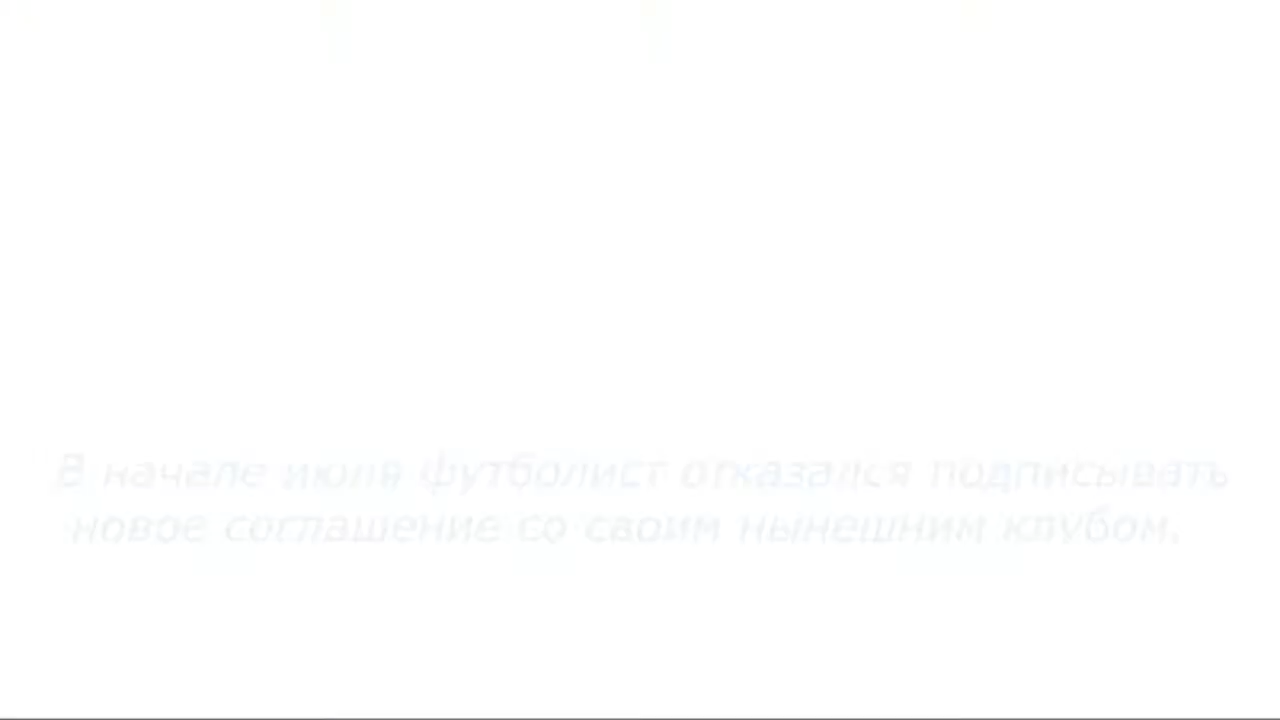 В начале июля футболист отказался подписывать
новое соглашение со своим нынешним клубом.